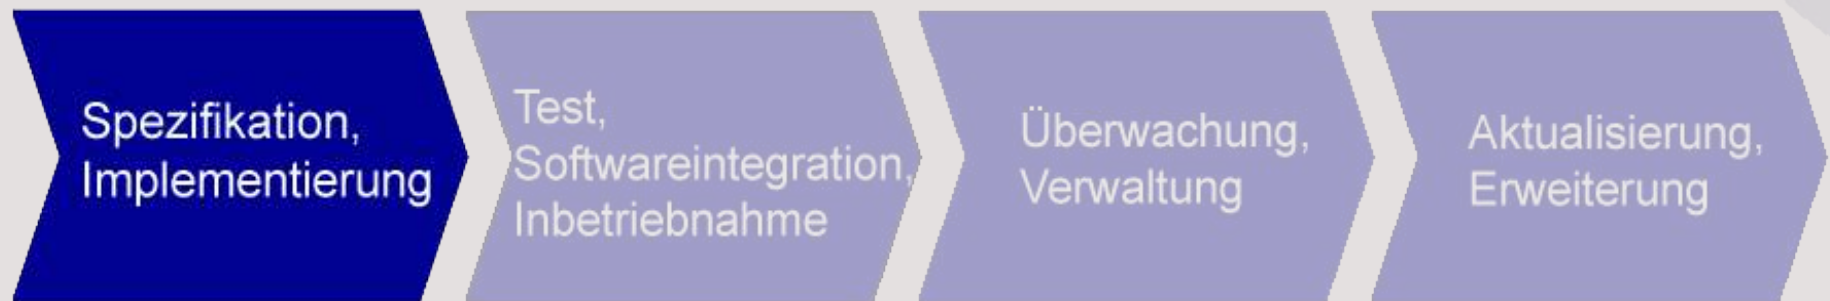 Spezifikation,
Implementierung
Test,
Softwareintegration,
Inbetriebnahme
Überwachung,
Verwaltung
Aktualisierung,
Erweiterung